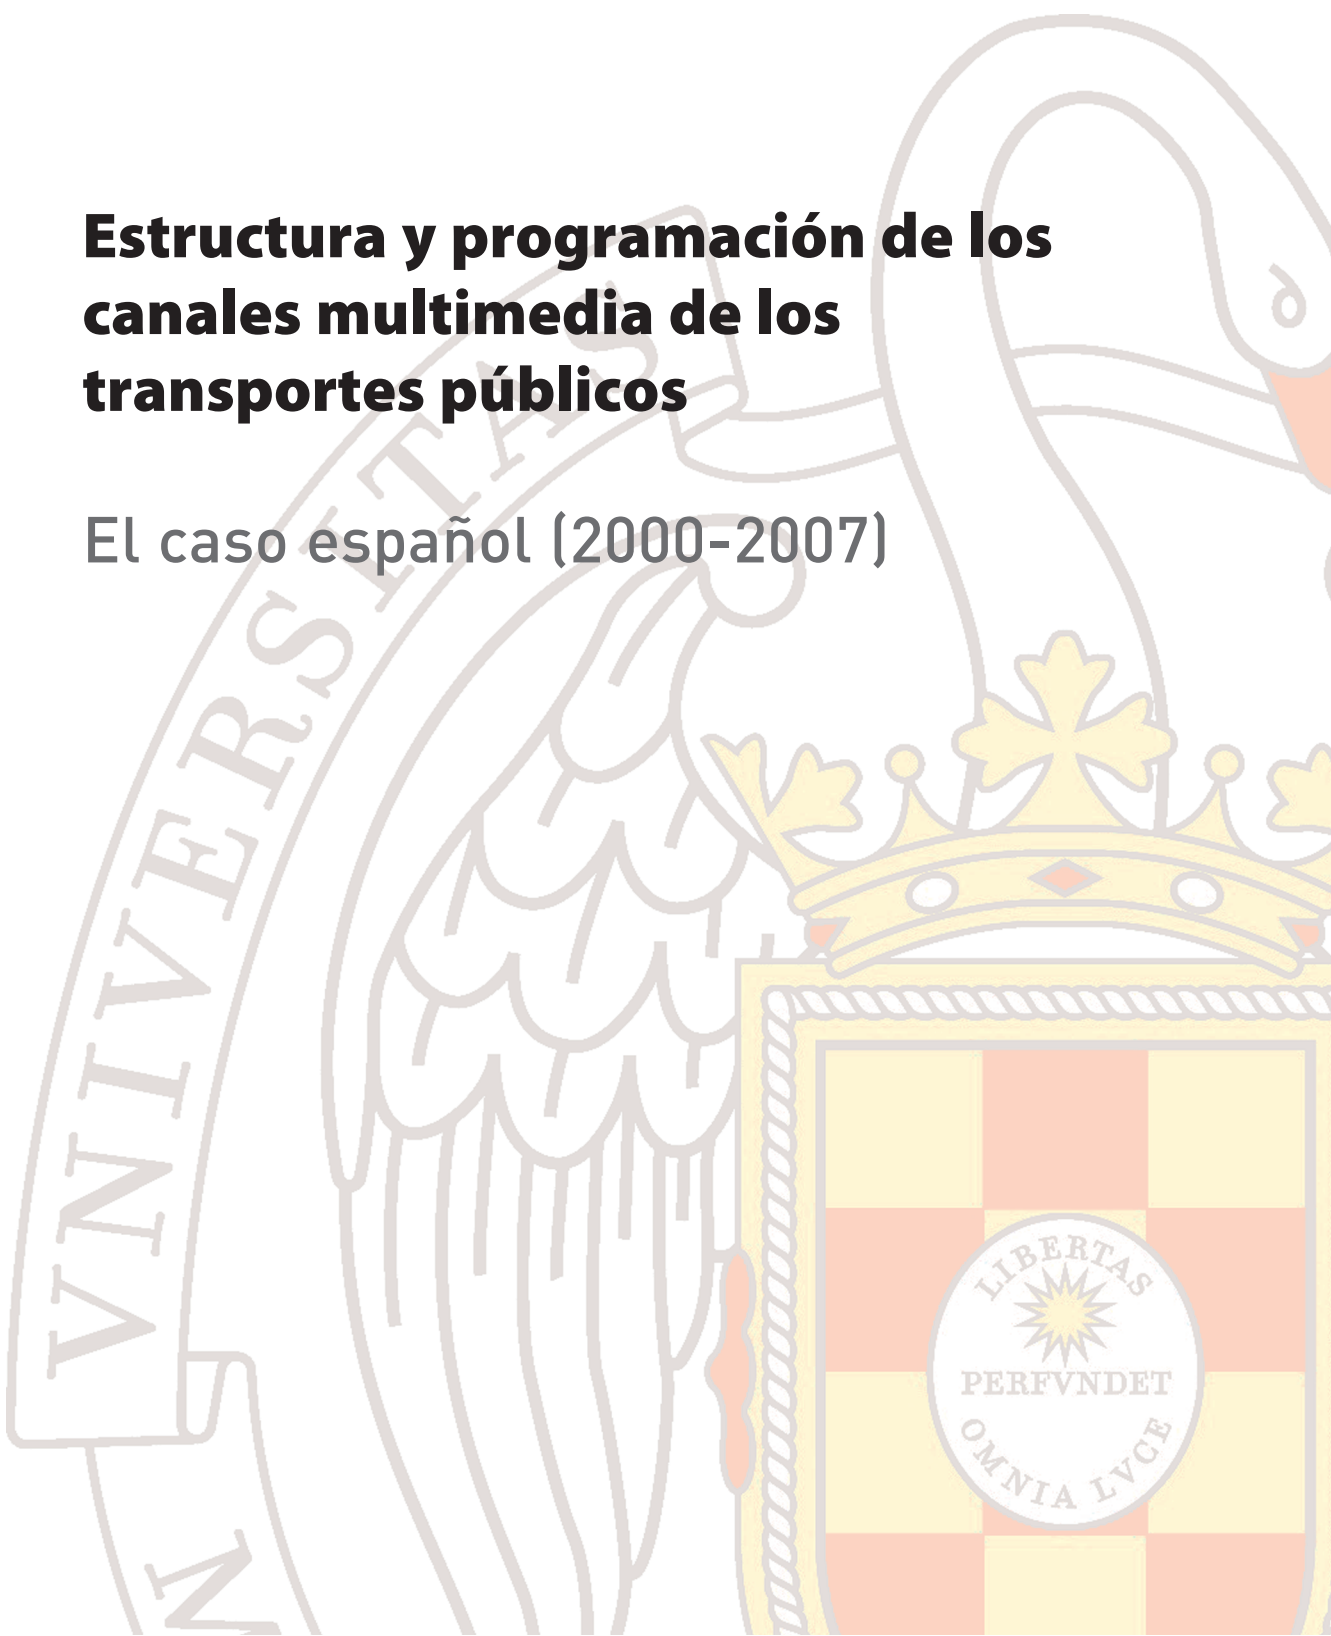 Estructura y programación de los
canales multimedia de los
transportes públicos
El caso español (2000-2007)
VNIVERSITAS
M
LIBERTAS
PERFVNDET
OMNIA LVCE